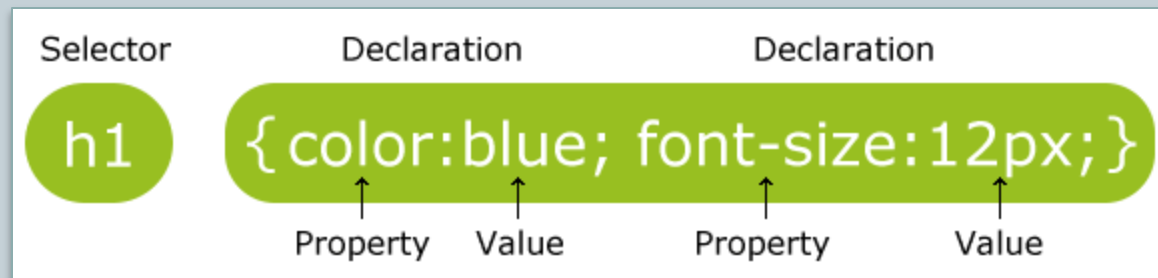 Selector Declaration Declaration
h1 {color:blue; font-size:12px;}
Property Value Property Value